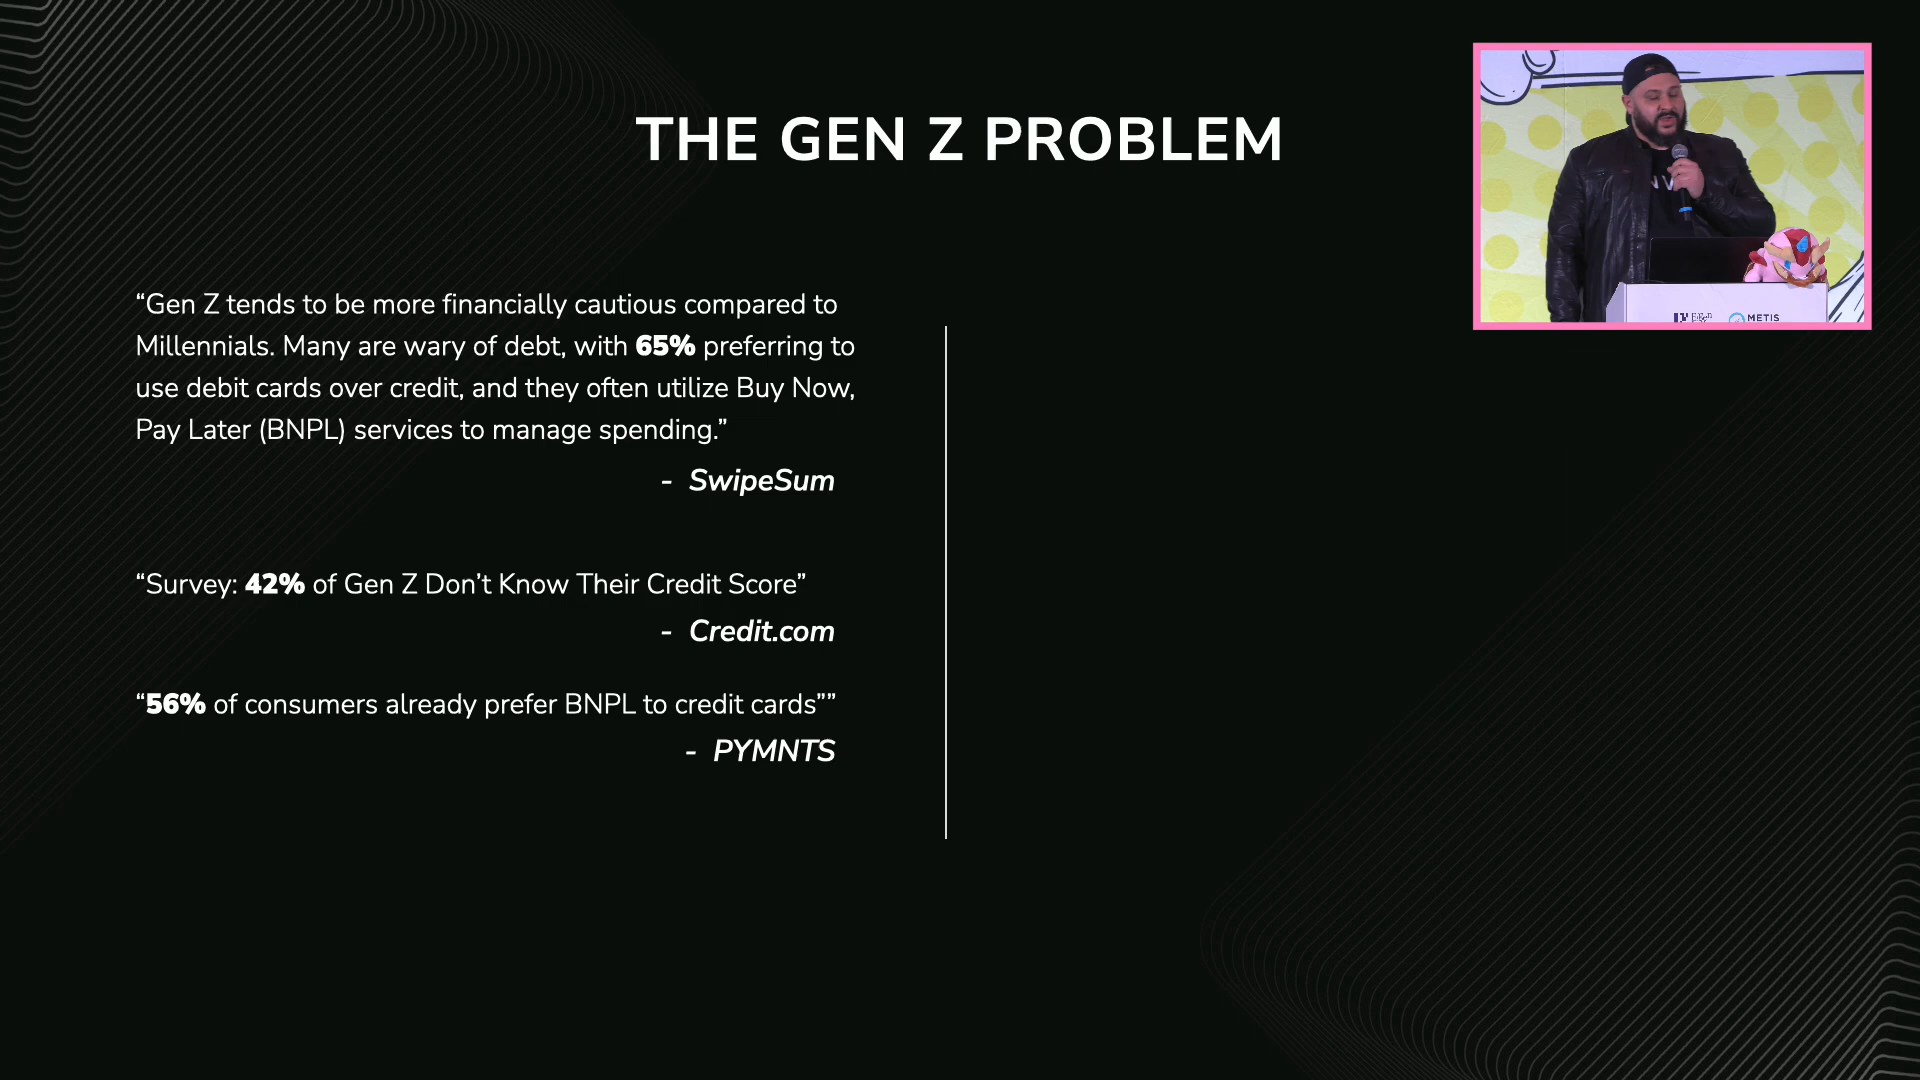 THE GEN Z PROBLEM
“Gen Z tends to be more financially cautious compared to
Millennials. Many are wary of debt, with 65% preferring to
use debit cards over credit, and they often utilize Buy Now,
Pay Later (BNPL) services to manage spending.”
- SwipeSum
“Survey: 42% of Gen Z Don’t Know Their Credit Score”
- Credit.com
“56% of consumers already prefer BNPL to credit cards””
- PYMNTS
METIS